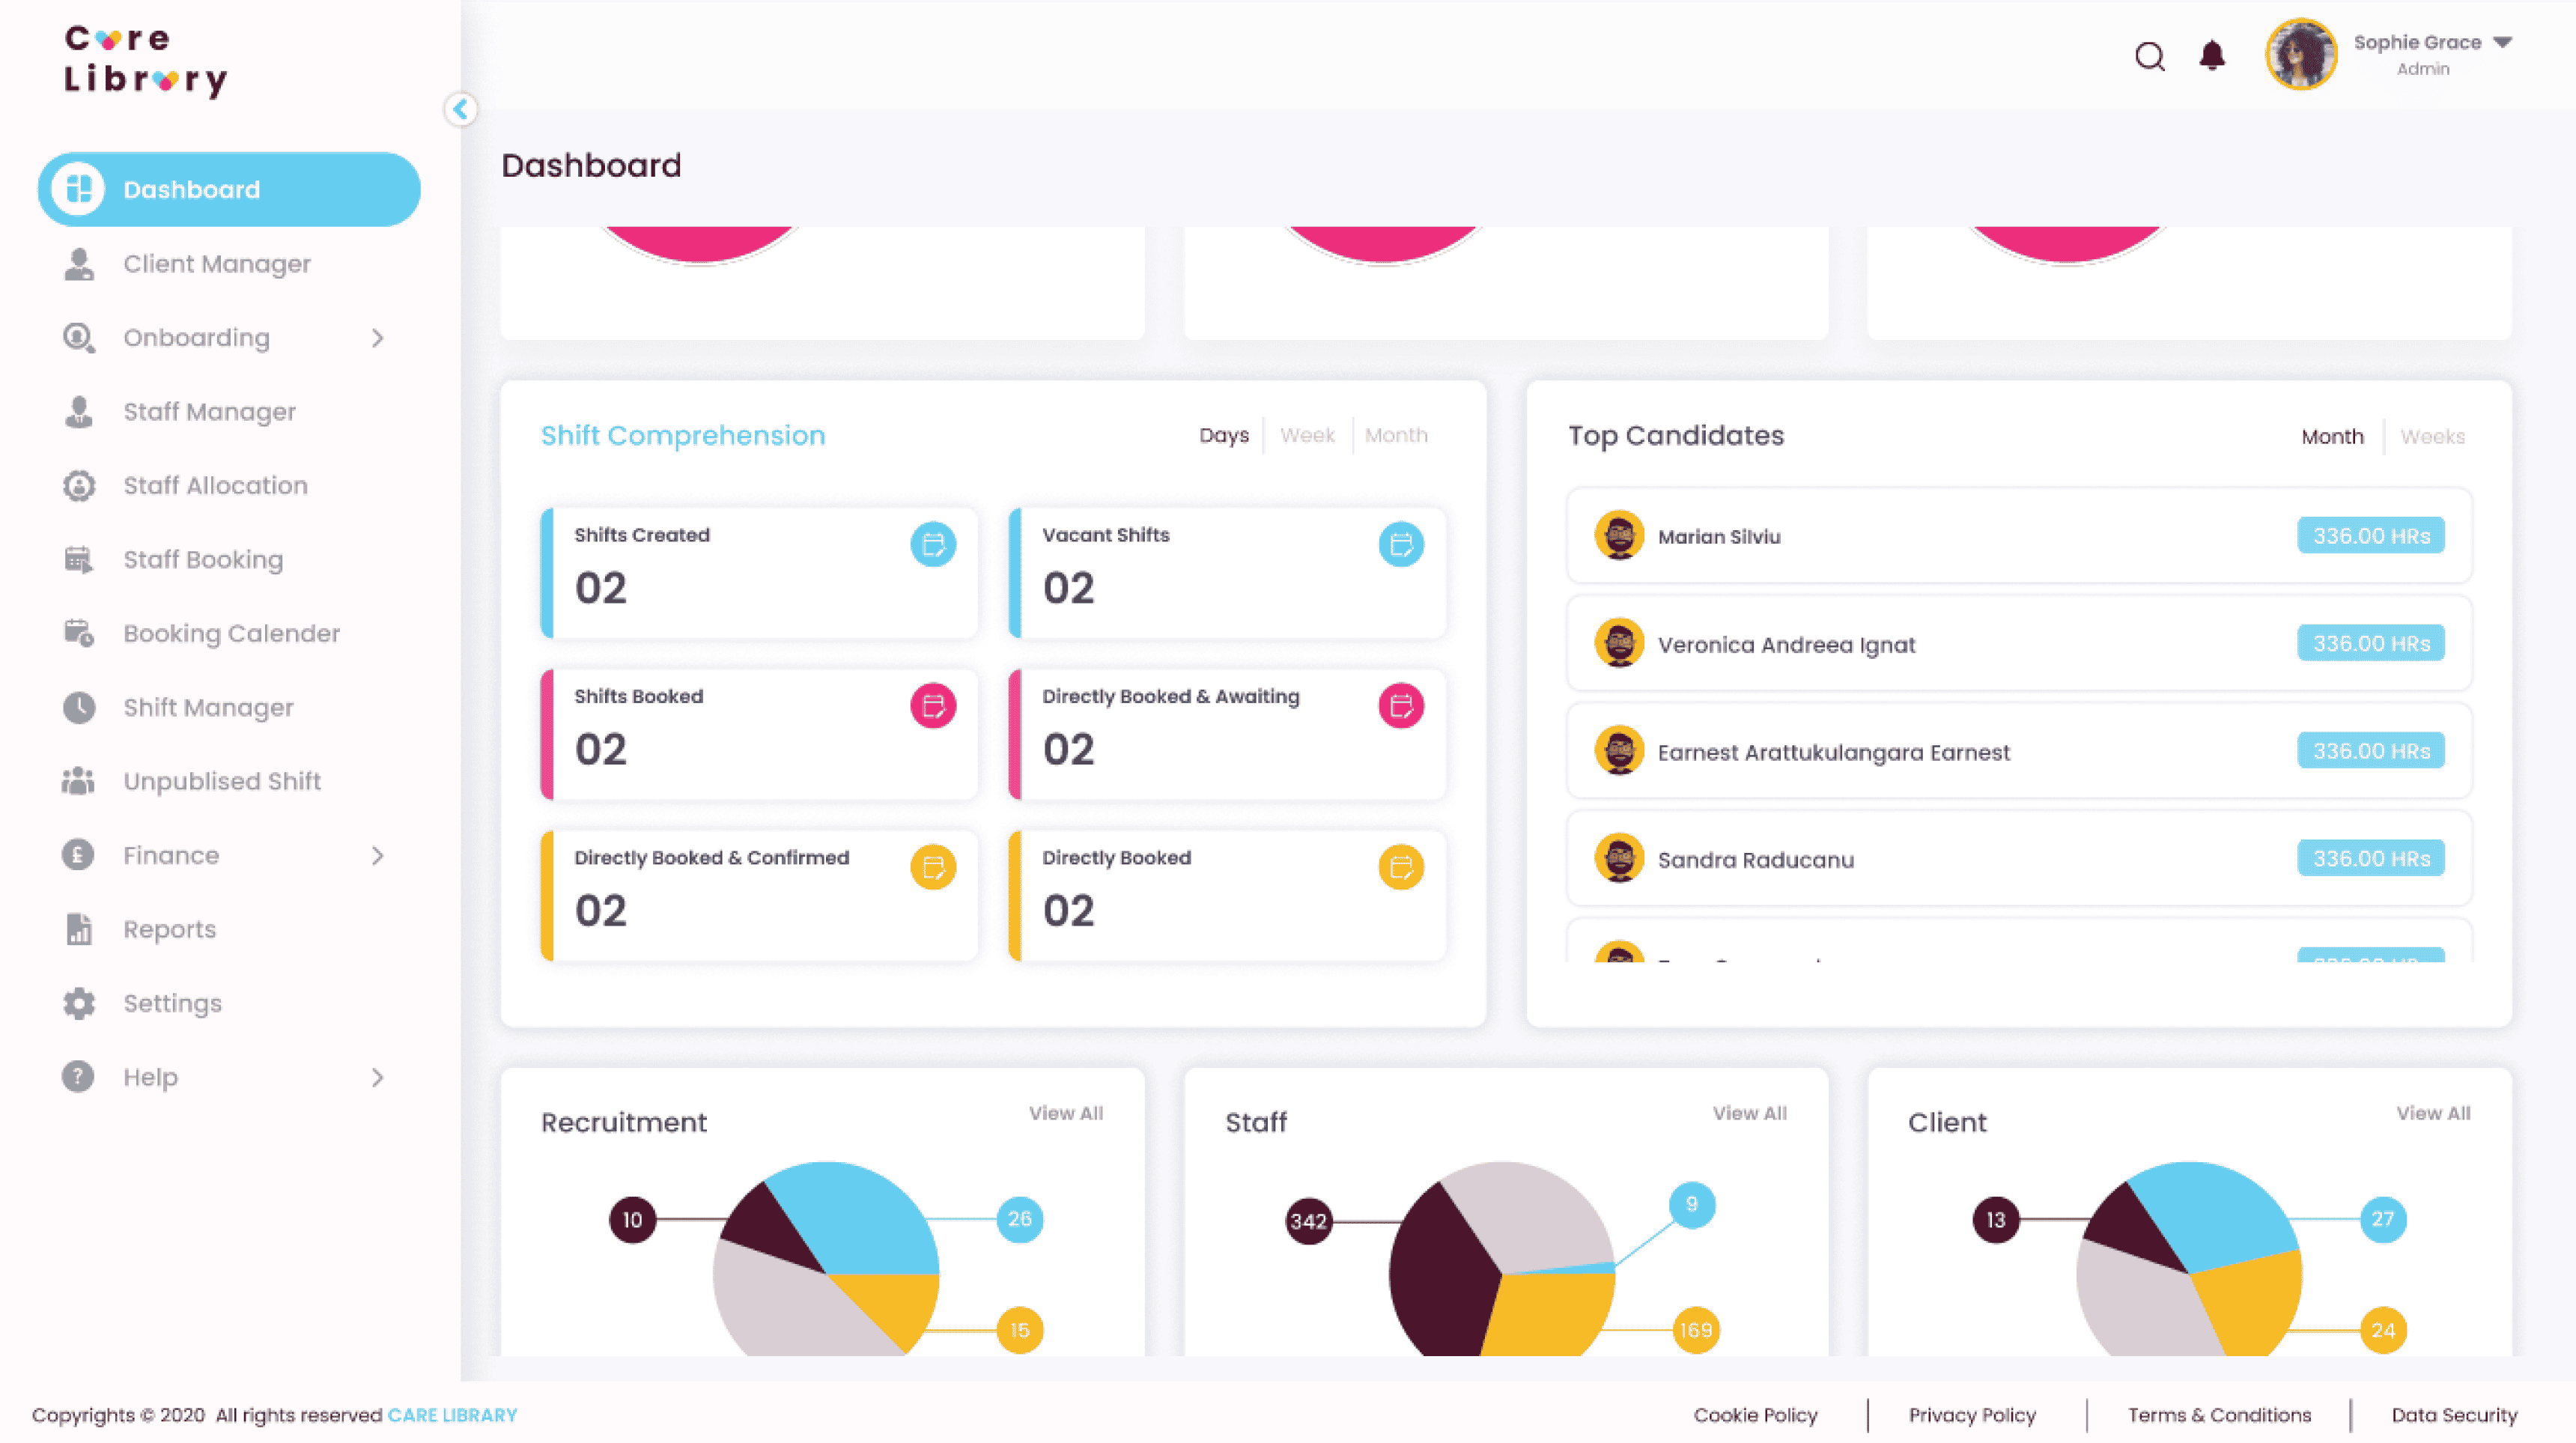 Care
Library
Sophie Grace
Admin
Dashboard
Dashboard
Client Manager
Onboarding
Staff Manager
Staff Allocation
Staff Booking
Booking Calender
Shift Manager
Unpublised Shift
Finance
Reports
Settings
Help
Shift Comprehension
Days Week Month
Shifts Created
02
Vacant Shifts
02
Shifts Booked
02
Directly Booked & Awaiting
02
Directly Booked & Confirmed
02
Directly Booked
02
Top Candidates
Month Weeks
Marian Silviu 336.00 HRs
Veronica Andreea Ignat 336.00 HRs
Earnest Arattukulangara Earnest 336.00 HRs
Sandra Raducanu 336.00 HRs
Recruitment View All
10 26
15
Staff View All
342 9
169
Client View All
13 27
24
Copyrights © 2020 All rights reserved CARE LIBRARY
Cookie Policy Privacy Policy Terms & Conditions Data Security